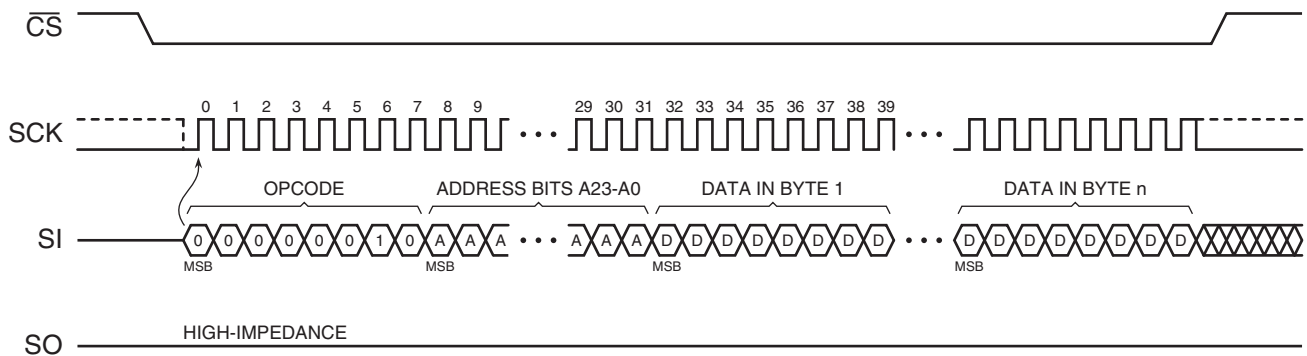 CS
0 1 2 3 4 5 6 7 8 9 29 30 31 32 33 34 35 36 37 38 39
SCK
OPCODE ADDRESS BITS A23-A0 DATA IN BYTE 1 DATA IN BYTE n
SI 0 0 0 0 0 0 1 0 A A A A A A D D D D D D D D D D D D D D D D
MSB MSB MSB MSB
HIGH-IMPEDANCE
SO